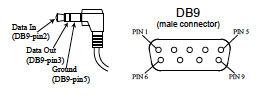 Data In
(DB9-pin2)
Data Out
(DB9-pin3)
Ground
(DB9-pin5)
DB9
(male connector)
PIN 1
PIN 5
PIN 6
PIN 9